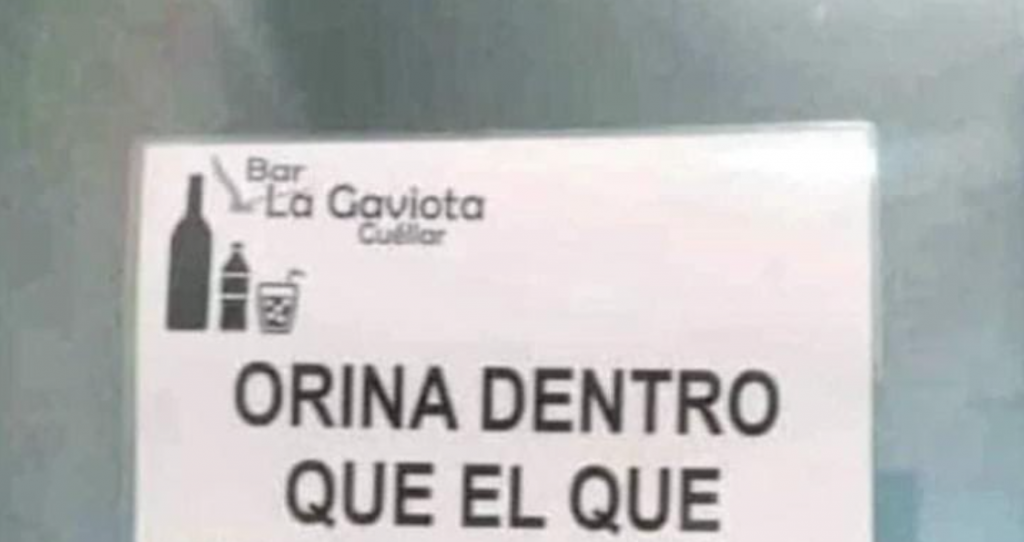 Bar
La Gaviota
Cuéllar
ORINA DENTRO
QUE EL QUE